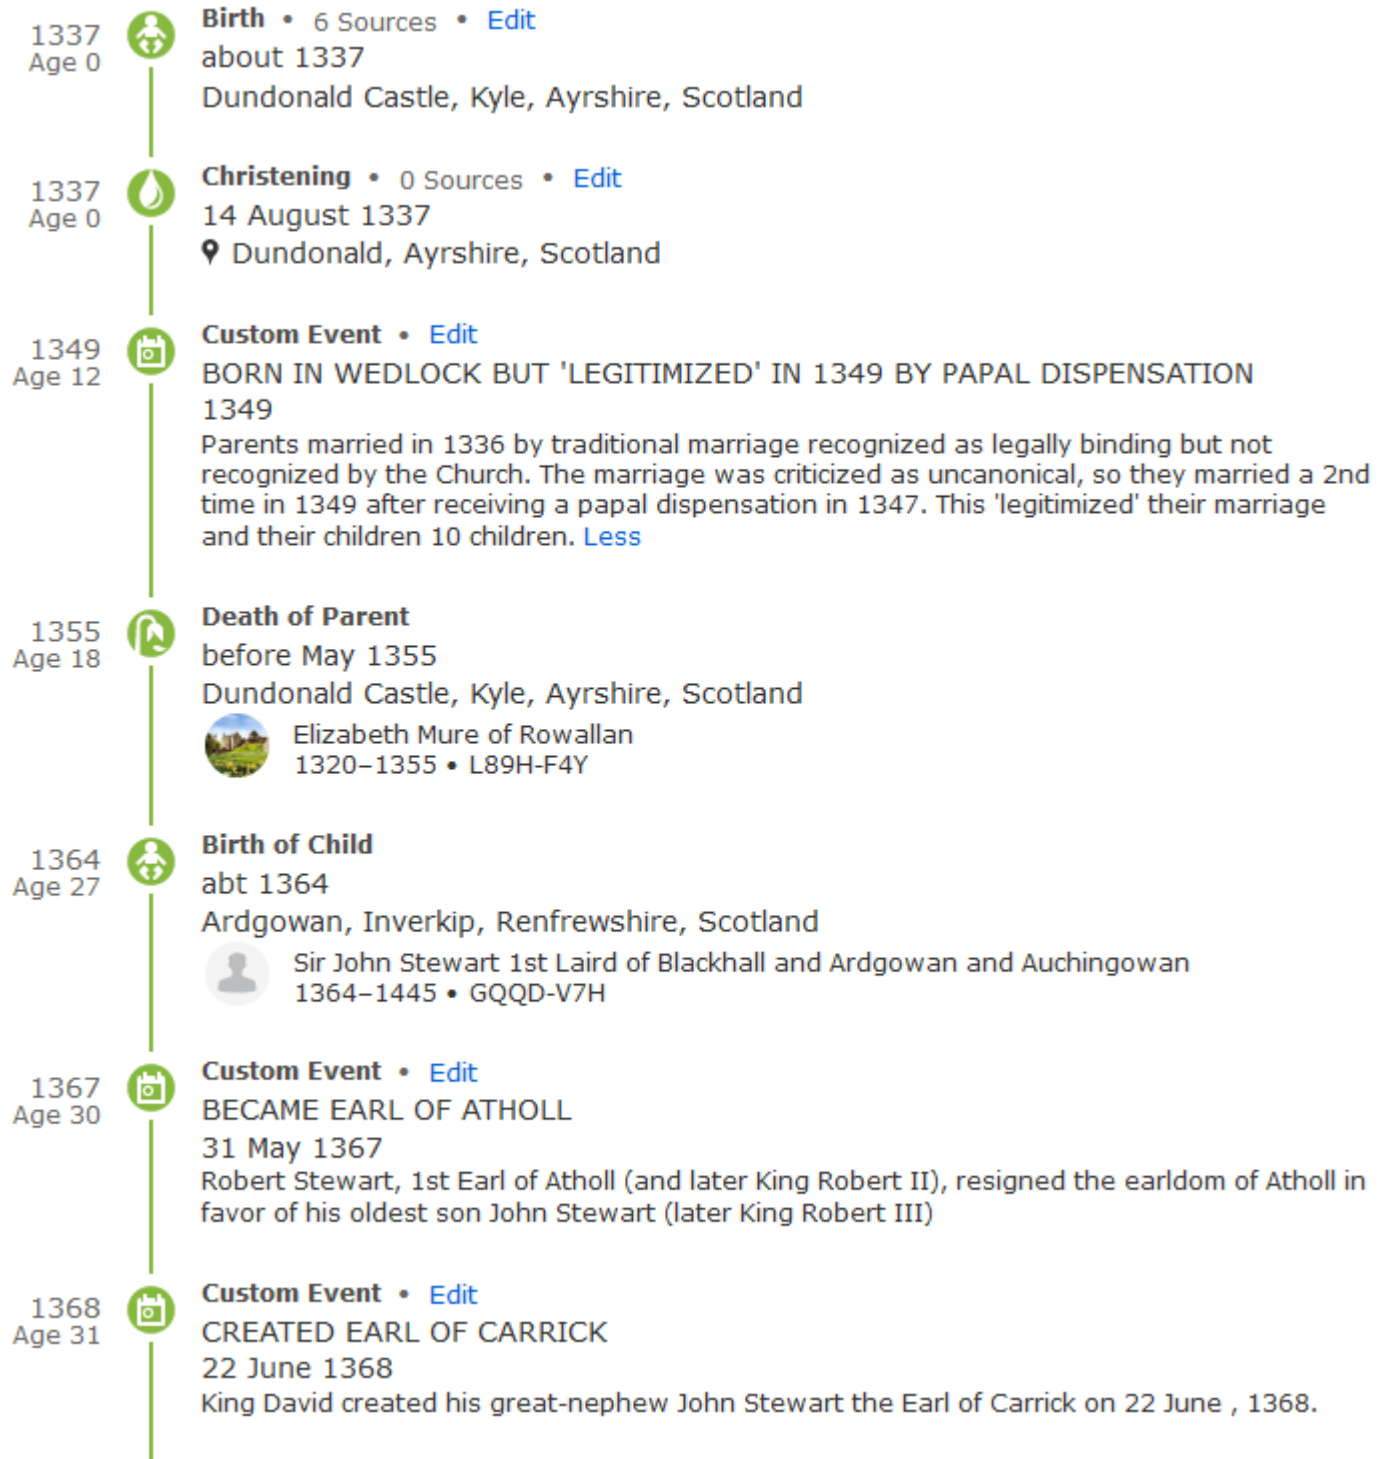 1337
Age 0
Birth • 6 Sources • Edit
about 1337
Dundonald Castle, Kyle, Ayrshire, Scotland
1337
Age 0
Christening • 0 Sources • Edit
14 August 1337
Dundonald, Ayrshire, Scotland
1349
Age 12
Custom Event • Edit
BORN IN WEDLOCK BUT 'LEGITIMIZED' IN 1349 BY PAPAL DISPENSATION
1349
Parents married in 1336 by traditional marriage recognized as legally binding but not
recognized by the Church. The marriage was criticized as uncanonical, so they married a 2nd
time in 1349 after receiving a papal dispensation in 1347. This 'legitimized' their marriage
and their children 10 children. Less
1355
Age 18
Death of Parent
before May 1355
Dundonald Castle, Kyle, Ayrshire, Scotland
Elizabeth Mure of Rowallan
1320–1355 • L89H-F4Y
1364
Age 27
Birth of Child
abt 1364
Ardgowan, Inverkip, Renfrewshire, Scotland
Sir John Stewart 1st Laird of Blackhall and Ardgowan and Auchingowan
1364–1445 • GQQD-V7H
1367
Age 30
Custom Event • Edit
BECAME EARL OF ATHOLL
31 May 1367
Robert Stewart, 1st Earl of Atholl (and later King Robert II), resigned the earldom of Atholl in
favor of his oldest son John Stewart (later King Robert III)
1368
Age 31
Custom Event • Edit
CREATED EARL OF CARRICK
22 June 1368
King David created his great-nephew John Stewart the Earl of Carrick on 22 June , 1368.